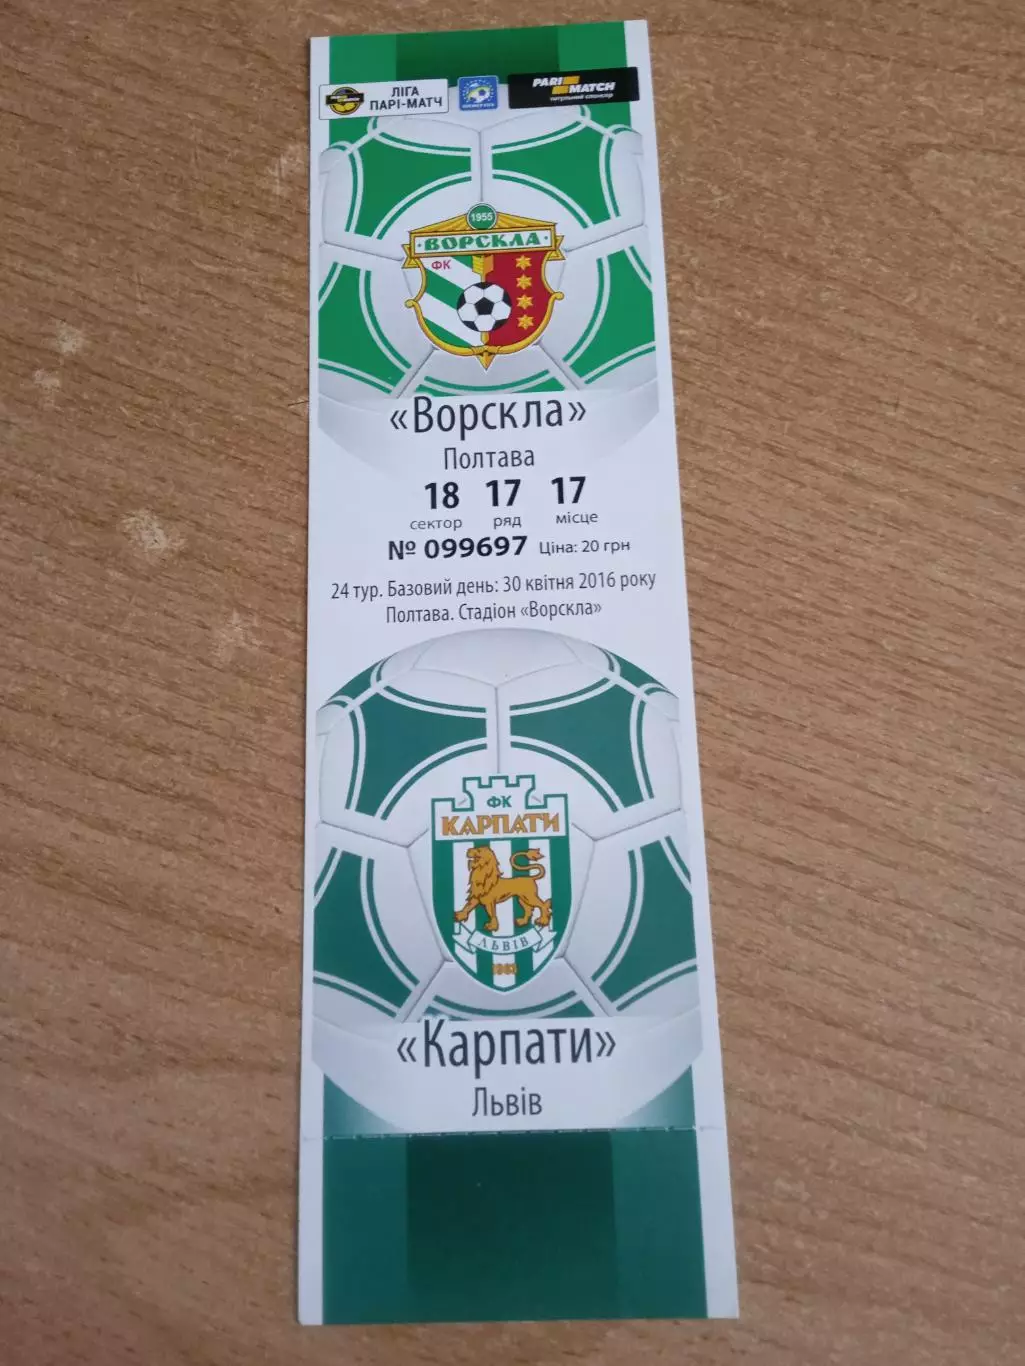 ЛІГА
ПАРІ-МАТЧ
PARI MATCH
титульний спонсор
1955
ВОРСКЛА
ФК
«Ворскла»
Полтава
18 17 17
сектор ряд місце
№ 099697 Ціна: 20 грн
24 тур. Базовий день: 30 квітня 2016 року
Полтава. Стадіон «Ворскла»
ФК
КАРПАТИ
ЛЬВІВ
1963
«Карпати»
Львів